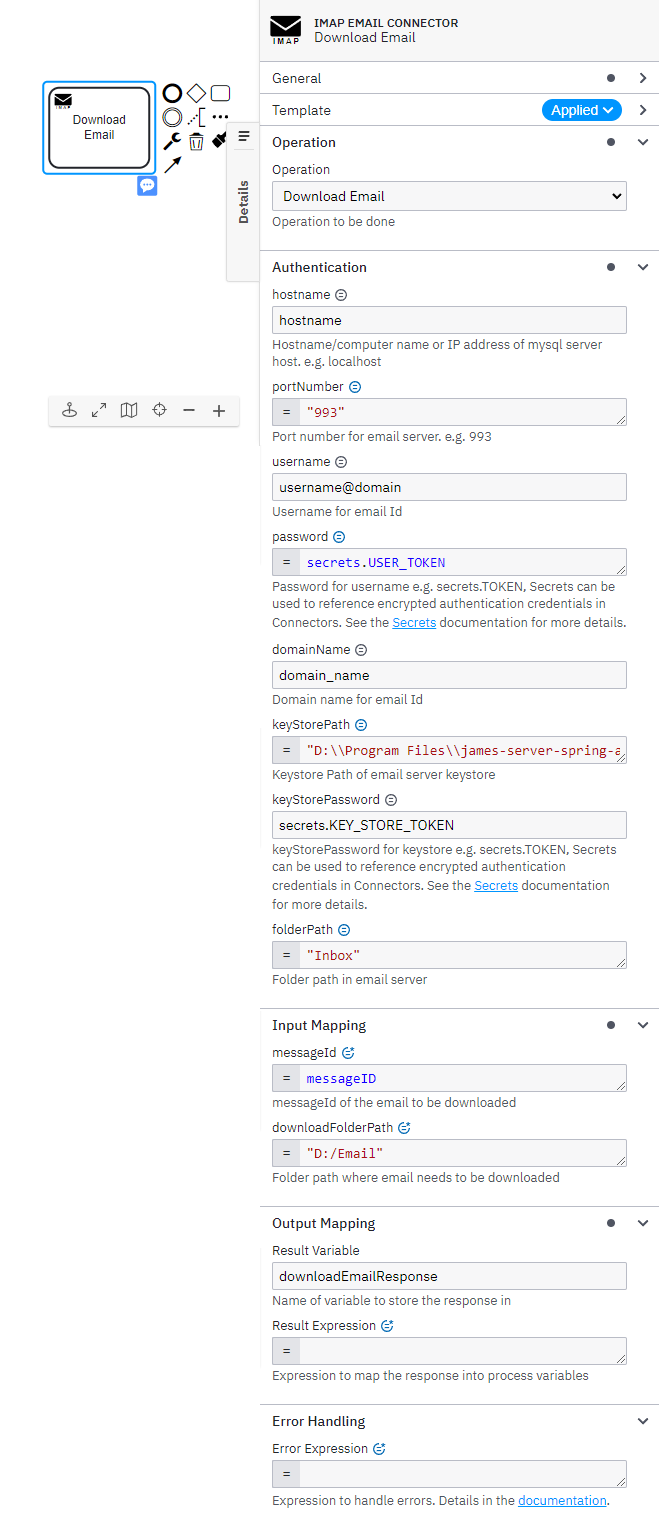 IMAP
IMAP EMAIL CONNECTOR
Download Email
General
Template
Applied
IMAP
Download
Email
Details
Operation
Operation
Download Email
Operation to be done
Authentication
hostname
hostname
Hostname/computer name or IP address of mysql server
host. e.g. localhost
portNumber
= "993"
Port number for email server. e.g. 993
username
username@domain
Username for email Id
password
= secrets.USER_TOKEN
Password for username e.g. secrets.TOKEN, Secrets can be
used to reference encrypted authentication credentials in
Connectors. See the Secrets documentation for more details.
domainName
domain_name
Domain name for email Id
keyStorePath
= "D:\\Program Files\\james-server-spring-a
Keystore Path of email server keystore
keyStorePassword
secrets.KEY_STORE_TOKEN
keyStorePassword for keystore e.g. secrets.TOKEN, Secrets
can be used to reference encrypted authentication
credentials in Connectors. See the Secrets documentation
for more details.
folderPath
= "Inbox"
Folder path in email server
Input Mapping
messageId
= messageID
messageId of the email to be downloaded
downloadFolderPath
= "D:/Email"
Folder path where email needs to be downloaded
Output Mapping
Result Variable
downloadEmailResponse
Name of variable to store the response in
Result Expression
=
Expression to map the response into process variables
Error Handling
Error Expression
=
Expression to handle errors. Details in the documentation.